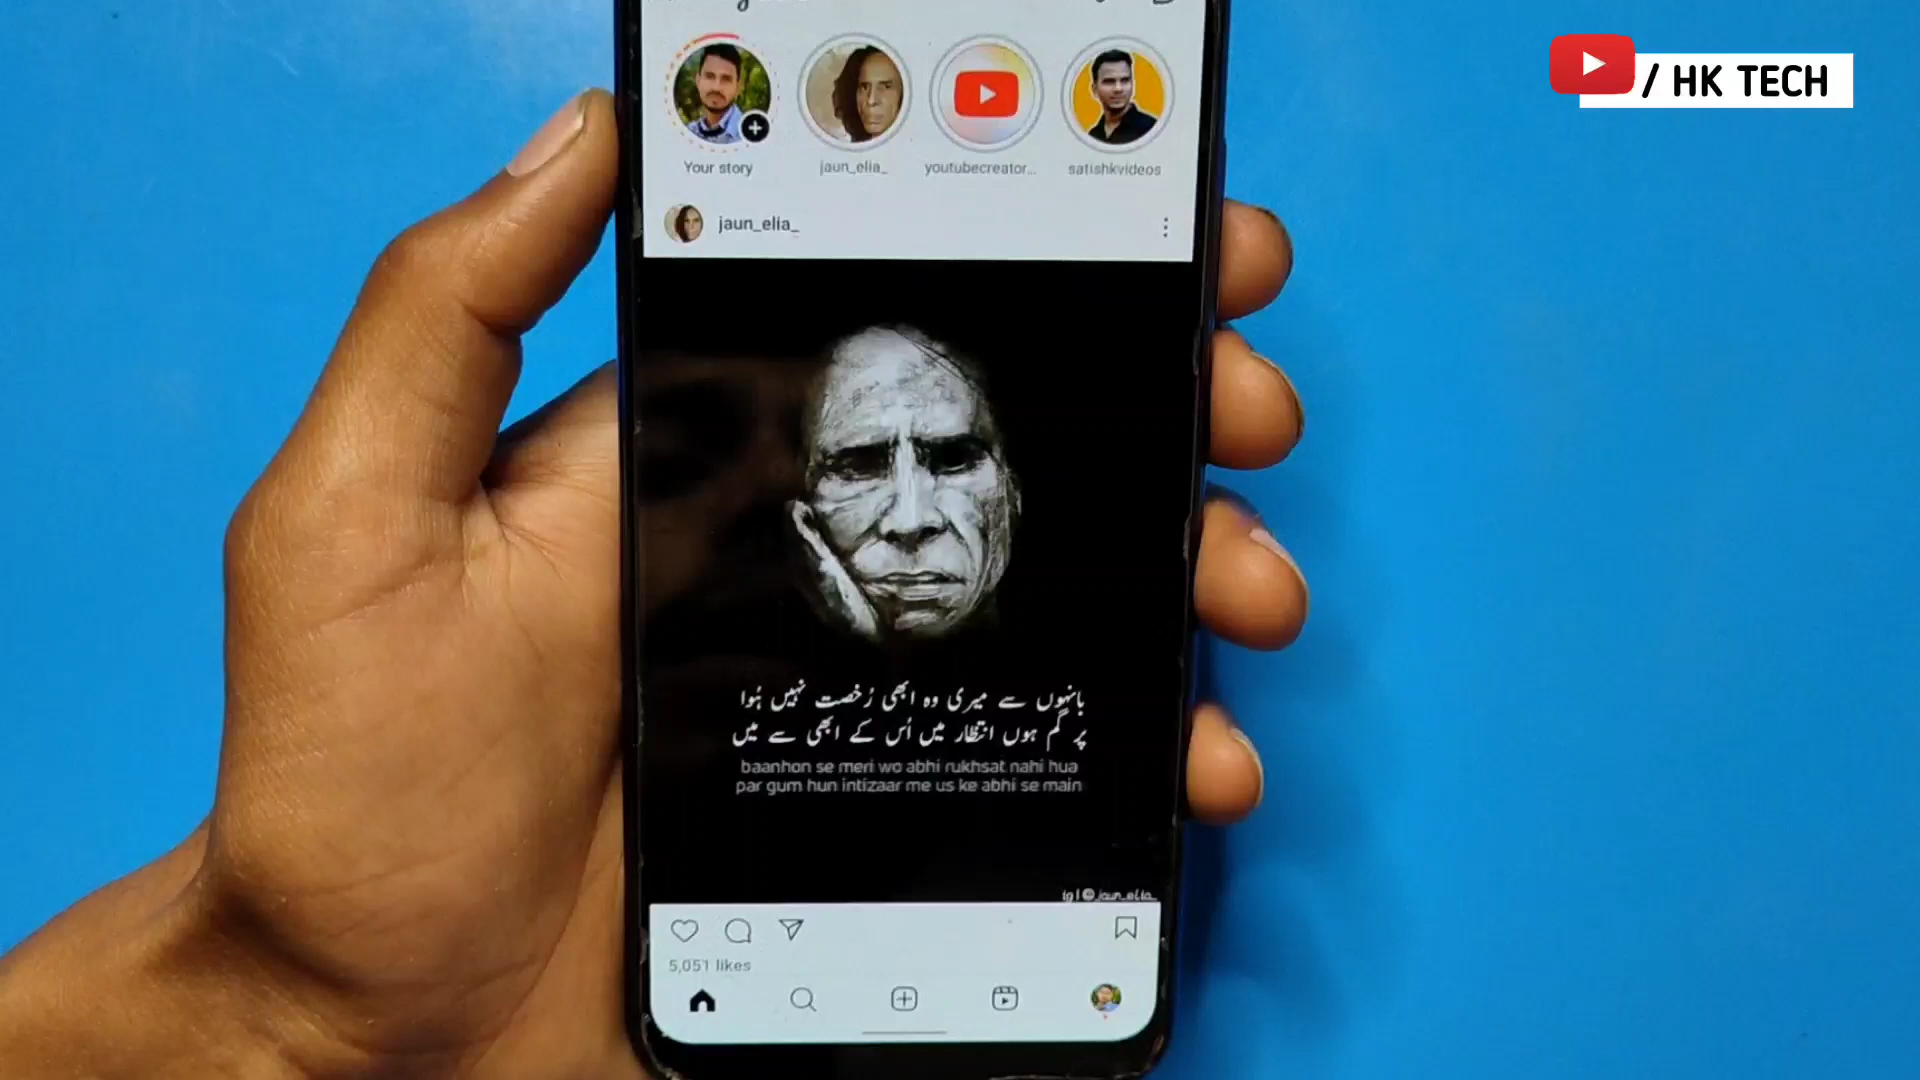 / HK TECH
Your story
jaun_elia_
youtubecreator...
satishkvideos
jaun_elia_
بانہوں سے میری وہ ابھی رُخصت نہیں ہُوا
پر گُم ہوں انتظار میں اُس کے ابھی سے میں
baanhon se meri wo abhi rukhsat nahi hua
par gum hun intizaar me us ke abhi se main
ig | @jaun_elia_
5,051 likes